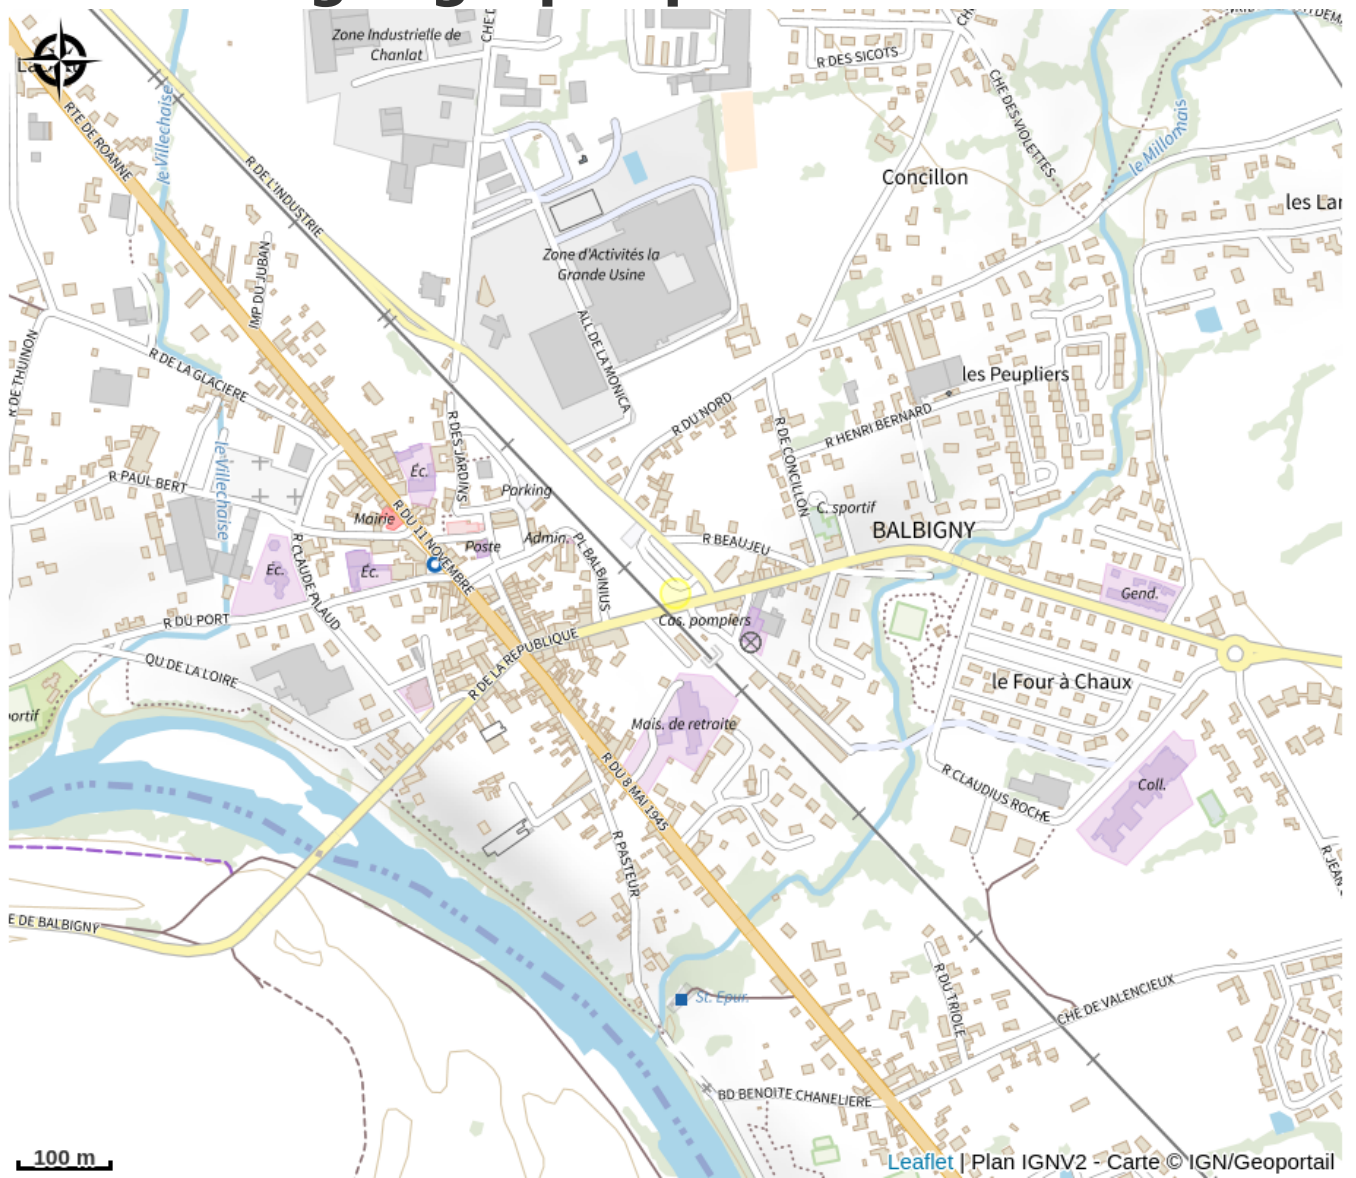 Zone Industrielle de
Chanlat
R DES SICOTS
CHE DES VIOLETTES
le Millonnais
RTE DE ROANNE
le Villechaise
R DE L'INDUSTRIE
Concillon
les Lar
IMP DU JUBAN
Zone d'Activités la
Grande Usine
ALL DE LA MONICA
R DE THUINON
R DE LA GLACIERE
les Peupliers
R DU NORD
R HENRI BERNARD
R DE CONCILLON
R DES JARDINS
le Villechaise
Éc.
R PAUL BERT
Parking
C. sportif
Mairie
R DU 11 NOVEMBRE
BALBIGNY
Poste
Admin.
PL BALBINIUS
R BEAUJEU
R CLAUDE PILAUD
Éc.
Éc.
Gend.
R DU PORT
Cas. pompiers
R DE LA REPUBLIQUE
QU DE LA LOIRE
le Four à Chaux
ortif
Mais. de retraite
R DU 8 MAI 1945
R CLAUDIUS ROCHE
Coll.
R PASTEUR
R JEAN
E DE BALBIGNY
R DU TRIOLE
St. Epur.
CHE DE VALENCIEUX
BD BENOITE CHANELIERE
100 m
Leaflet | Plan IGNV2 - Carte © IGN/Geoportail